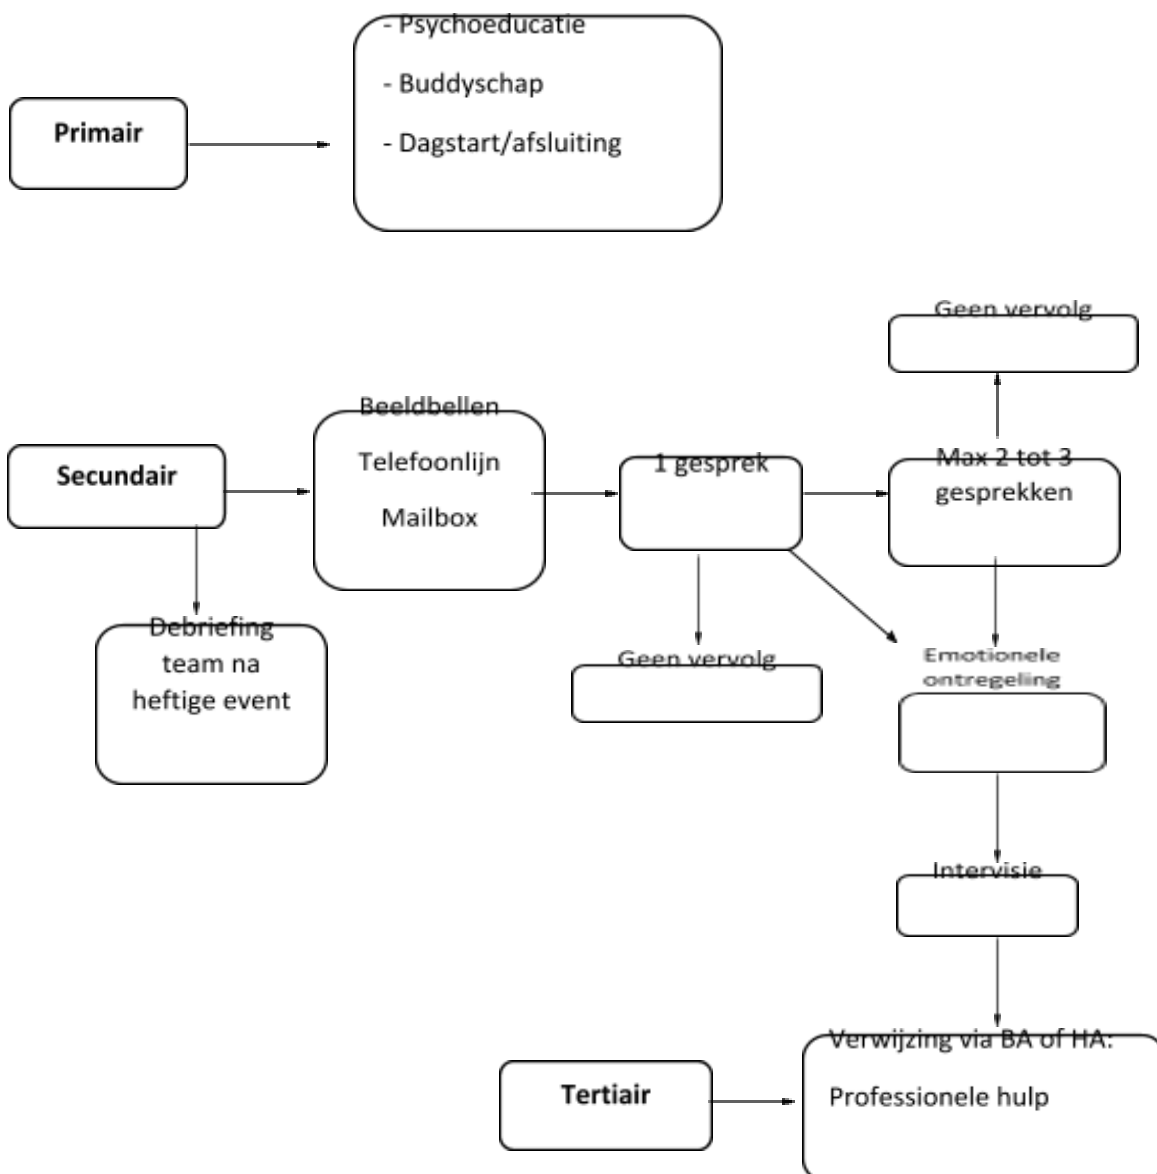 - Psychoeducatie
- Buddyschap
- Dagstart/afsluiting
Primair
Geen vervolg
Beeldbellen
Telefoonlijn
Mailbox
Secundair
1 gesprek
Max 2 tot 3
gesprekken
Debriefing
team na
heftige event
Geen vervolg
Emotionele
ontregeling
Intervisie
Verwijzing via BA of HA:
Professionele hulp
Tertiair